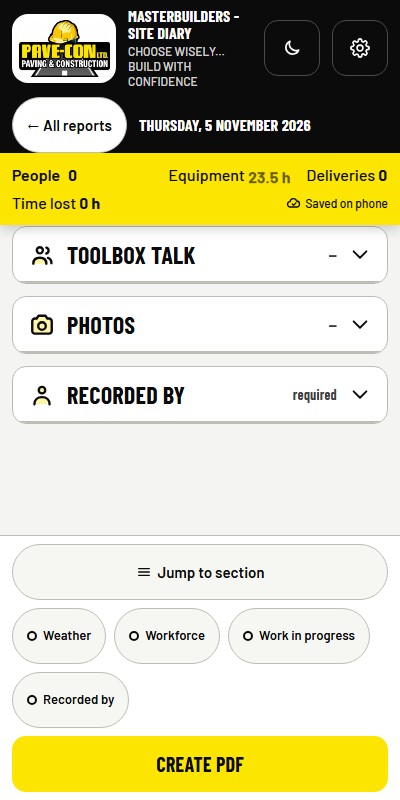 PAVE-CON LTD.
PAVING & CONSTRUCTION
MASTERBUILDERS -
SITE DIARY
CHOOSE WISELY...
BUILD WITH
CONFIDENCE
← All reports
THURSDAY, 5 NOVEMBER 2026
People 0
Equipment 23.5 h
Deliveries 0
Time lost 0 h
Saved on phone
TOOLBOX TALK –
PHOTOS –
RECORDED BY required
Jump to section
Weather
Workforce
Work in progress
Recorded by
CREATE PDF